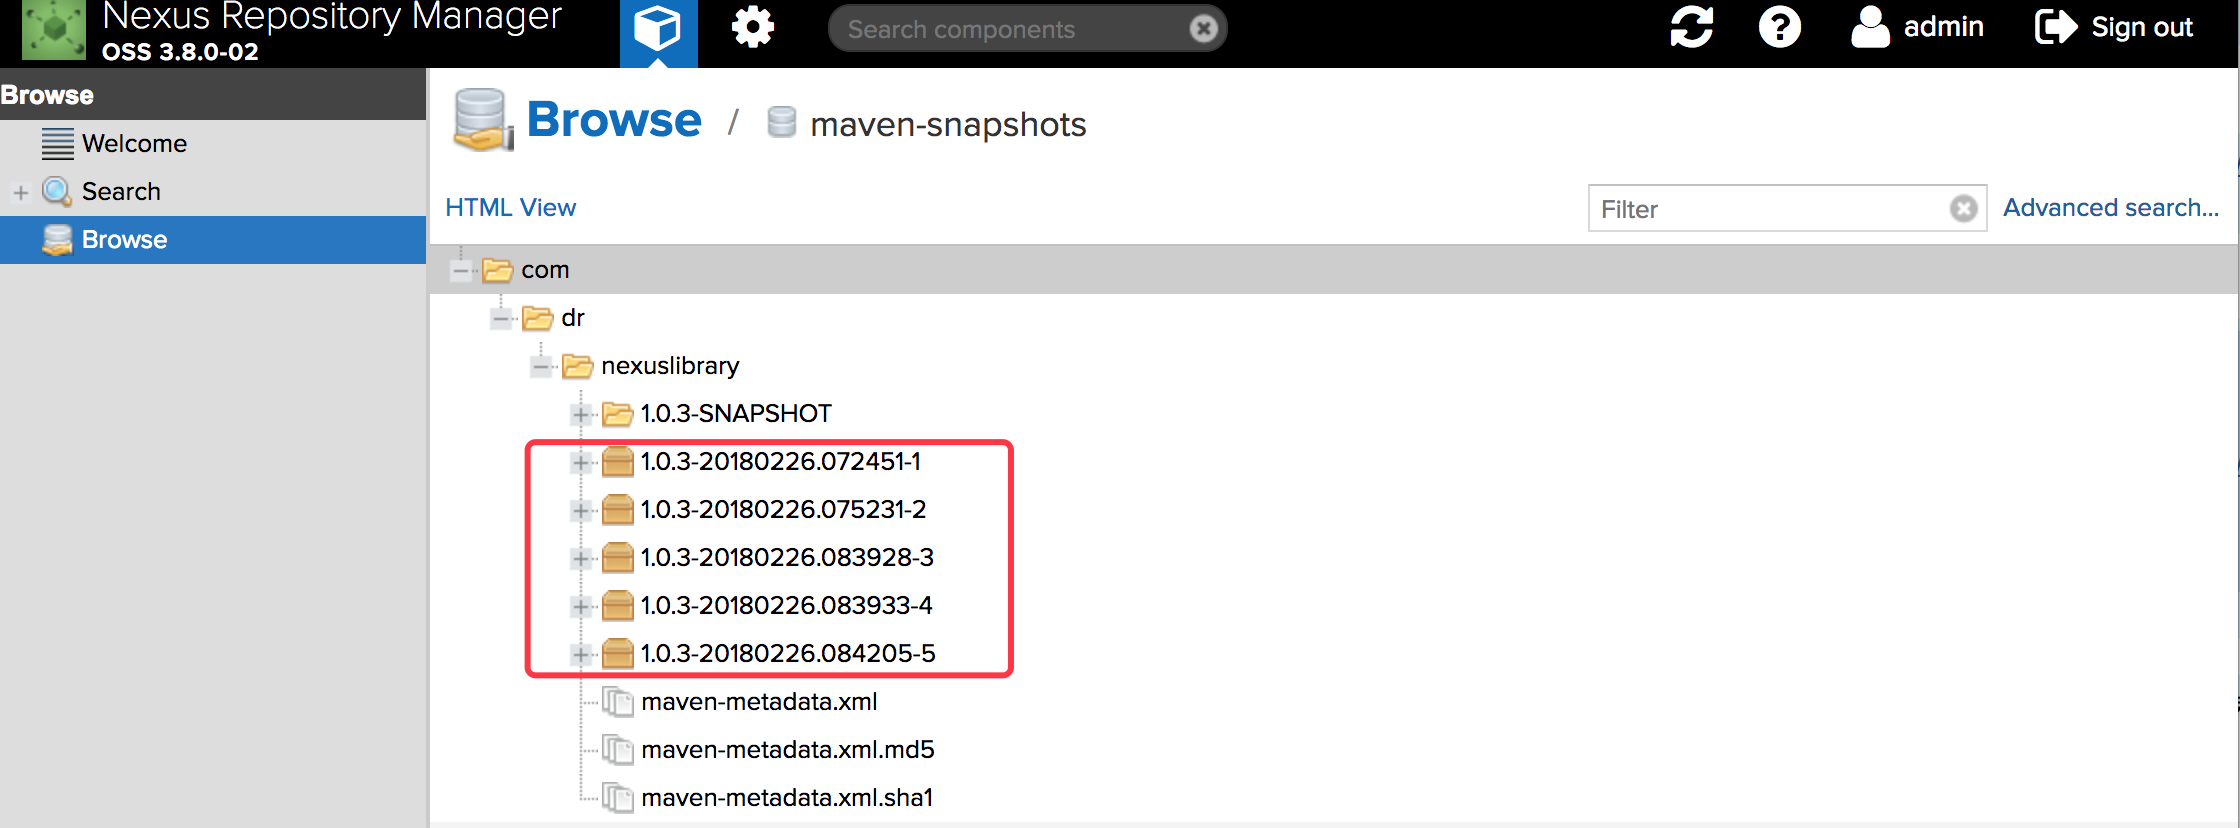 Nexus Repository Manager
OSS 3.8.0-02
Search components
admin
Sign out
Browse
Welcome
Search
Browse
Browse / maven-snapshots
HTML View
Filter
Advanced search...
com
dr
nexuslibrary
1.0.3-SNAPSHOT
1.0.3-20180226.072451-1
1.0.3-20180226.075231-2
1.0.3-20180226.083928-3
1.0.3-20180226.083933-4
1.0.3-20180226.084205-5
maven-metadata.xml
maven-metadata.xml.md5
maven-metadata.xml.sha1